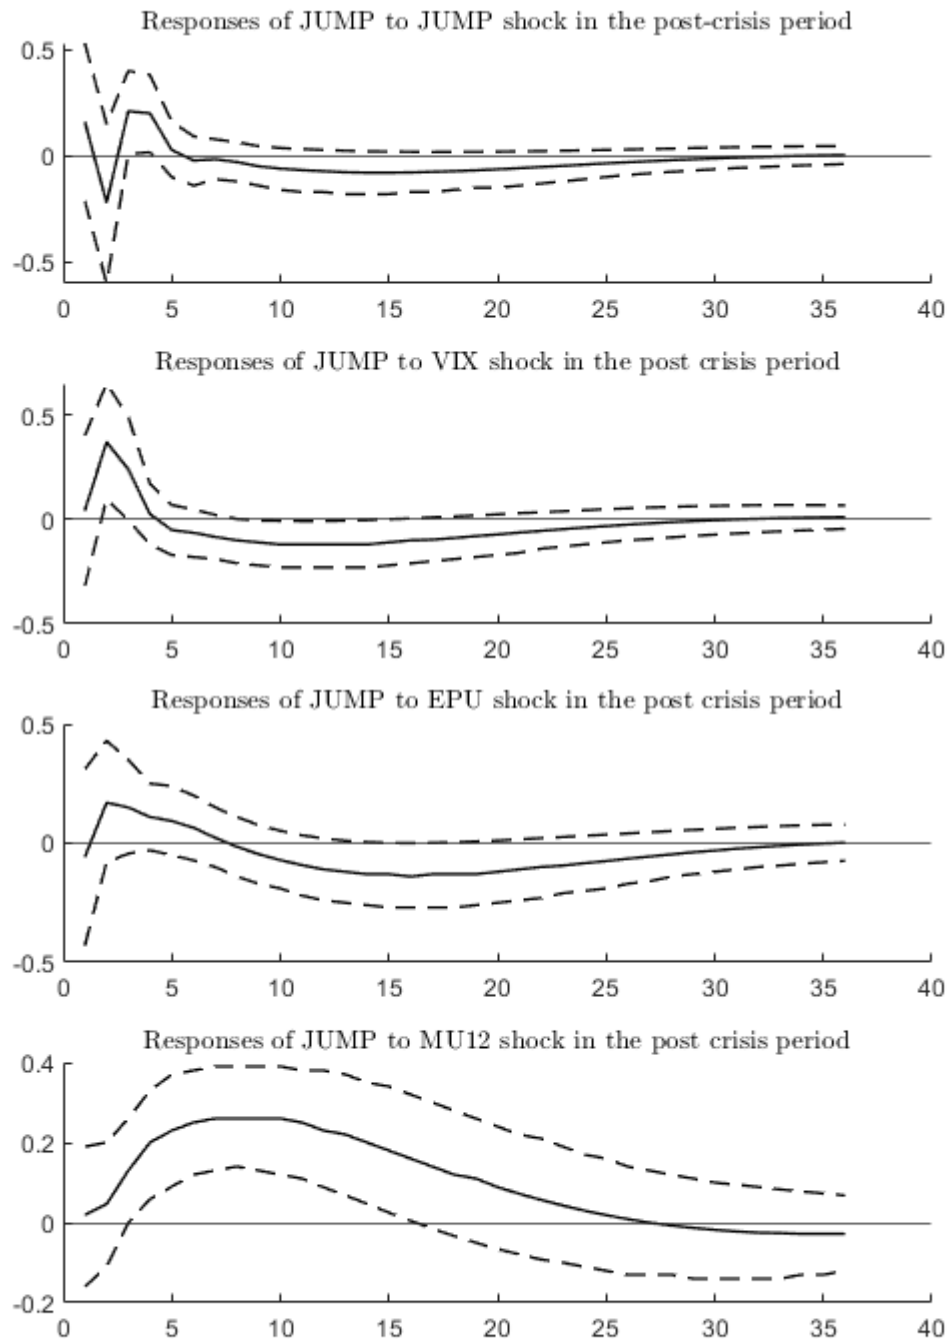 Responses of JUMP to JUMP shock in the post-crisis period
0.5
0
-0.5
0 5 10 15 20 25 30 35 40
Responses of JUMP to VIX shock in the post crisis period
0.5
0
-0.5
0 5 10 15 20 25 30 35 40
Responses of JUMP to EPU shock in the post crisis period
0.5
0
-0.5
0 5 10 15 20 25 30 35 40
Responses of JUMP to MU12 shock in the post crisis period
0.4
0.2
0
-0.2
0 5 10 15 20 25 30 35 40